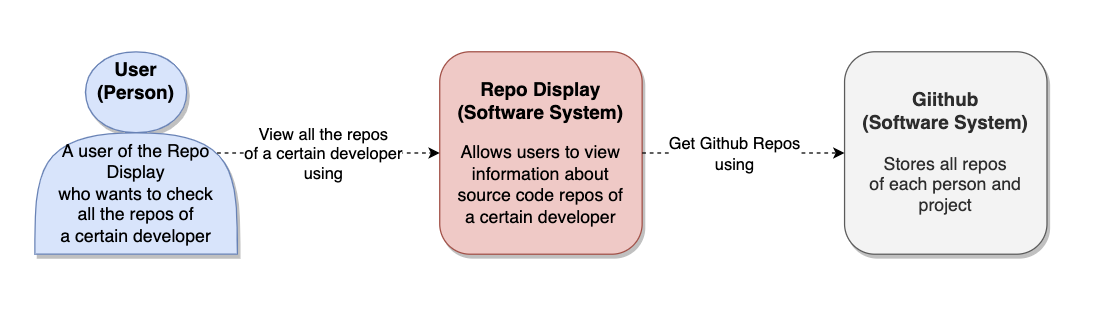 User
(Person)
A user of the Repo
Display
who wants to check
all the repos of
a certain developer
View all the repos
of a certain developer
using
Repo Display
(Software System)
Allows users to view
information about
source code repos of
a certain developer
Get Github Repos
using
Giithub
(Software System)
Stores all repos
of each person and
project